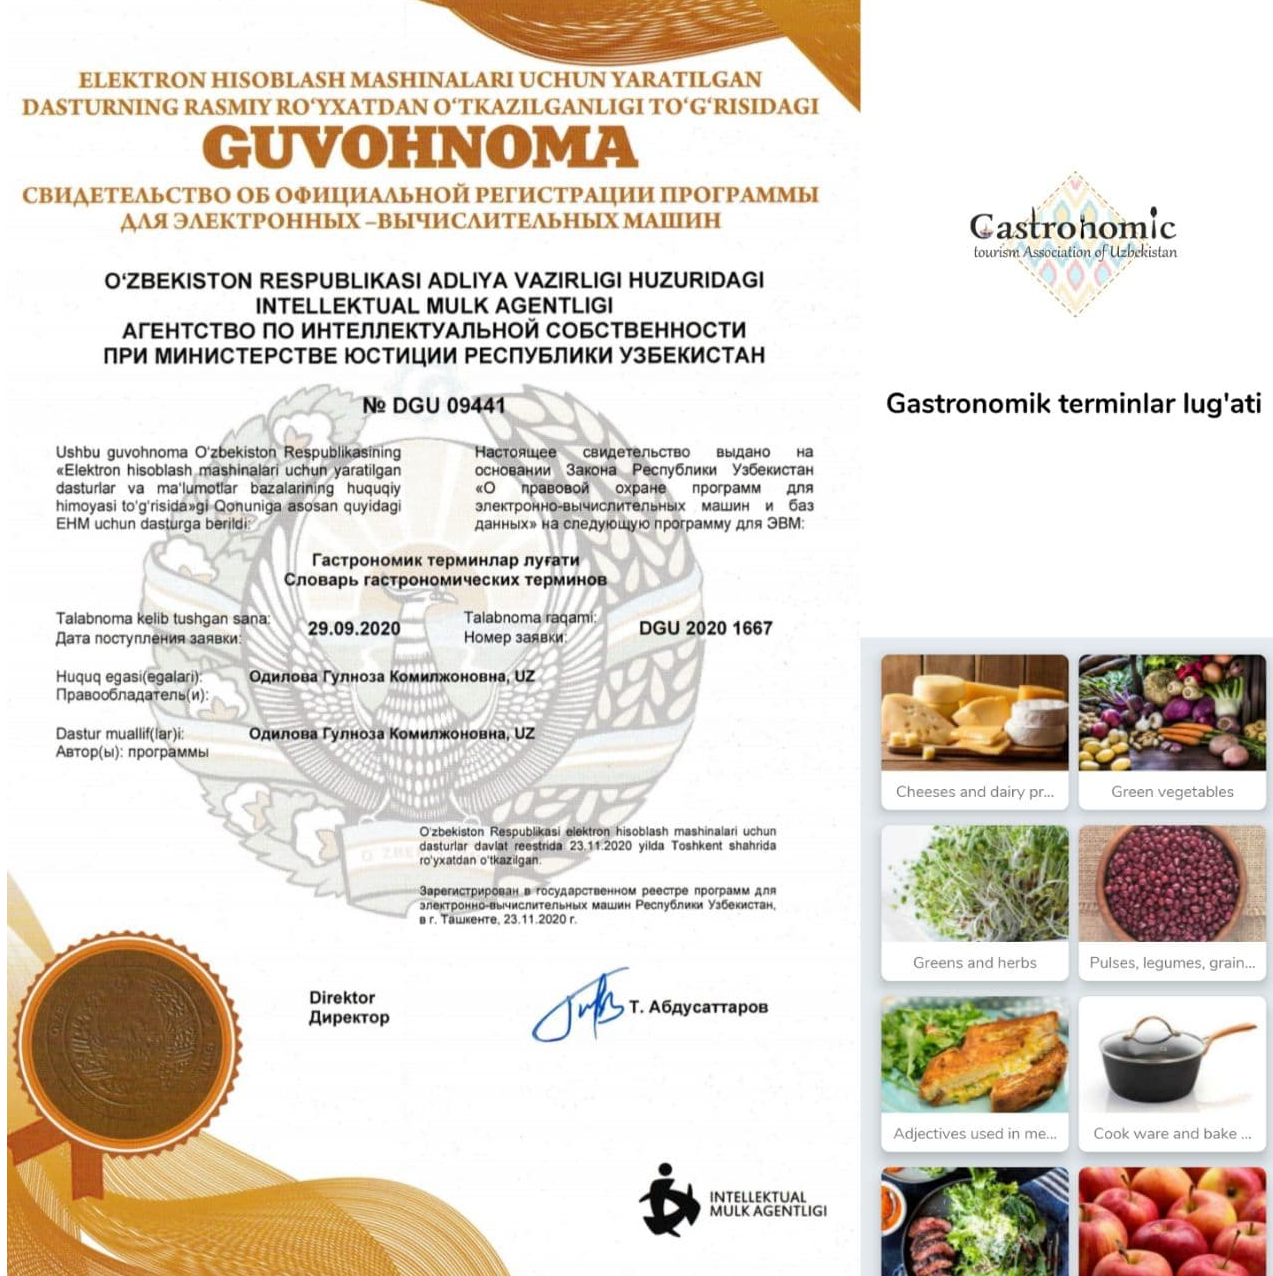 ELEKTRON HISOBLASH MASHINALARI UCHUN YARATILGAN
DASTURNING RASMIY RO‘YXATDAN O‘TKAZILGANLIGI TO‘G‘RISIDAGI
GUVOHNOMA
СВИДЕТЕЛЬСТВО ОБ ОФИЦИАЛЬНОЙ РЕГИСТРАЦИИ ПРОГРАММЫ
ДЛЯ ЭЛЕКТРОННЫХ –ВЫЧИСЛИТЕЛЬНЫХ МАШИН
O‘ZBEKISTON RESPUBLIKASI ADLIYA VAZIRLIGI HUZURIDAGI
INTELLEKTUAL MULK AGENTLIGI
АГЕНТСТВО ПО ИНТЕЛЛЕКТУАЛЬНОЙ СОБСТВЕННОСТИ
ПРИ МИНИСТЕРСТВЕ ЮСТИЦИИ РЕСПУБЛИКИ УЗБЕКИСТАН
№ DGU 09441
Ushbu guvohnoma O‘zbekiston Respublikasining
«Elektron hisoblash mashinalari uchun yaratilgan
dasturlar va ma’lumotlar bazalarining huquqiy
himoyasi to‘g‘risida»gi Qonuniga asosan quyidagi
EHM uchun dasturga berildi:
Настоящее свидетельство выдано на
основании Закона Республики Узбекистан
«О правовой охране программ для
электронно-вычислительных машин и баз
данных» на следующую программу для ЭВМ:
Гастрономик терминлар луғати
Словарь гастрономических терминов
Talabnoma kelib tushgan sana:
Дата поступления заявки:
29.09.2020
Talabnoma raqami:
Номер заявки:
DGU 2020 1667
Huquq egasi(egalari):
Правообладатель(и):
Одилова Гулноза Комилжоновна, UZ
Dastur muallif(lar)i:
Автор(ы): программы
Одилова Гулноза Комилжоновна, UZ
O‘zbekiston Respublikasi elektron hisoblash mashinalari uchun
dasturlar davlat reestrida 23.11.2020 yilda Toshkent shahrida
ro‘yxatdan o‘tkazilgan.
Зарегистрирован в государственном реестре программ для
электронно-вычислительных машин Республики Узбекистан,
в г. Ташкенте, 23.11.2020 г.
Direktor
Директор
Т. Абдусаттаров
INTELLEKTUAL
MULK AGENTLIGI
Gastronomic
tourism Association of Uzbekistan
Gastronomik terminlar lug'ati
Cheeses and dairy pr...
Green vegetables
Greens and herbs
Pulses, legumes, grain...
Adjectives used in me...
Cook ware and bake ...